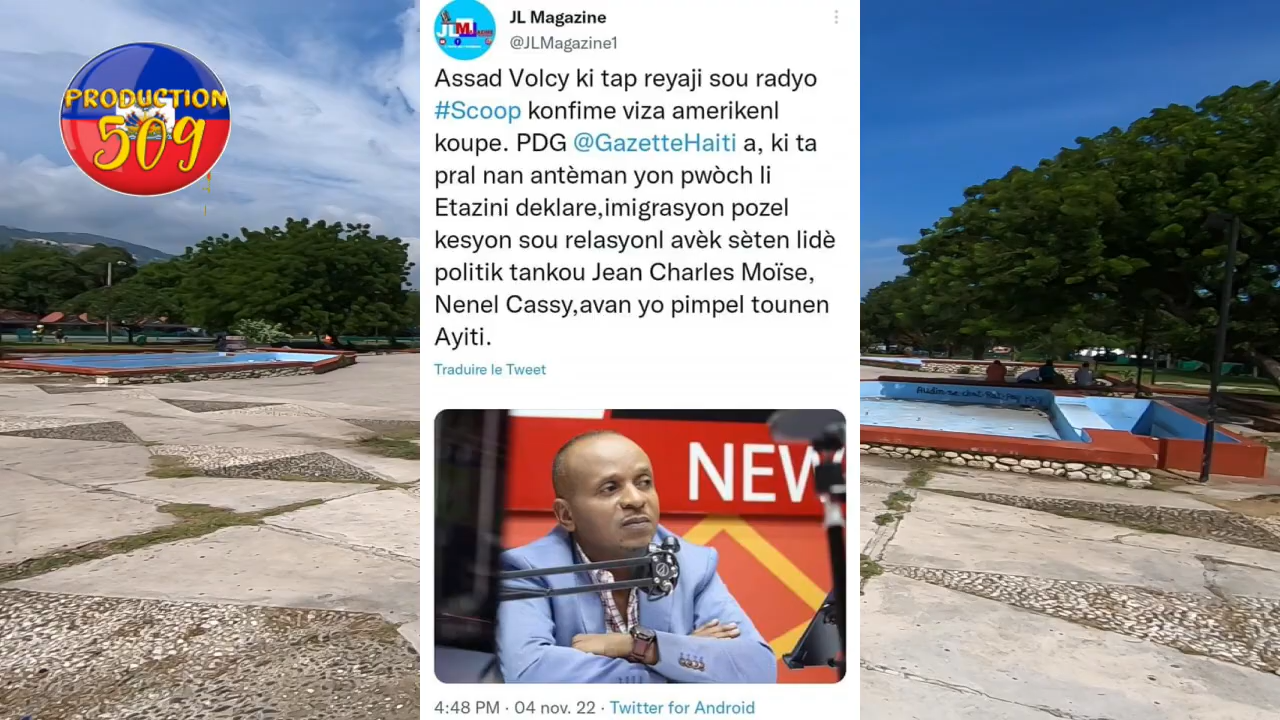 PRODUCTION
509
JL Magazine
@JLMagazine1
Assad Volcy ki tap reyaji sou radyo
#Scoop konfime viza amerikenl
koupe. PDG @GazetteHaiti a, ki ta
pral nan antèman yon pwòch li
Etazini deklare,imigrasyon pozel
kesyon sou relasyonl avèk sèten lidè
politik tankou Jean Charles Moïse,
Nenel Cassy,avan yo pimpel tounen
Ayiti.
Traduire le Tweet
NEW
4:48 PM · 04 nov. 22 · Twitter for Android